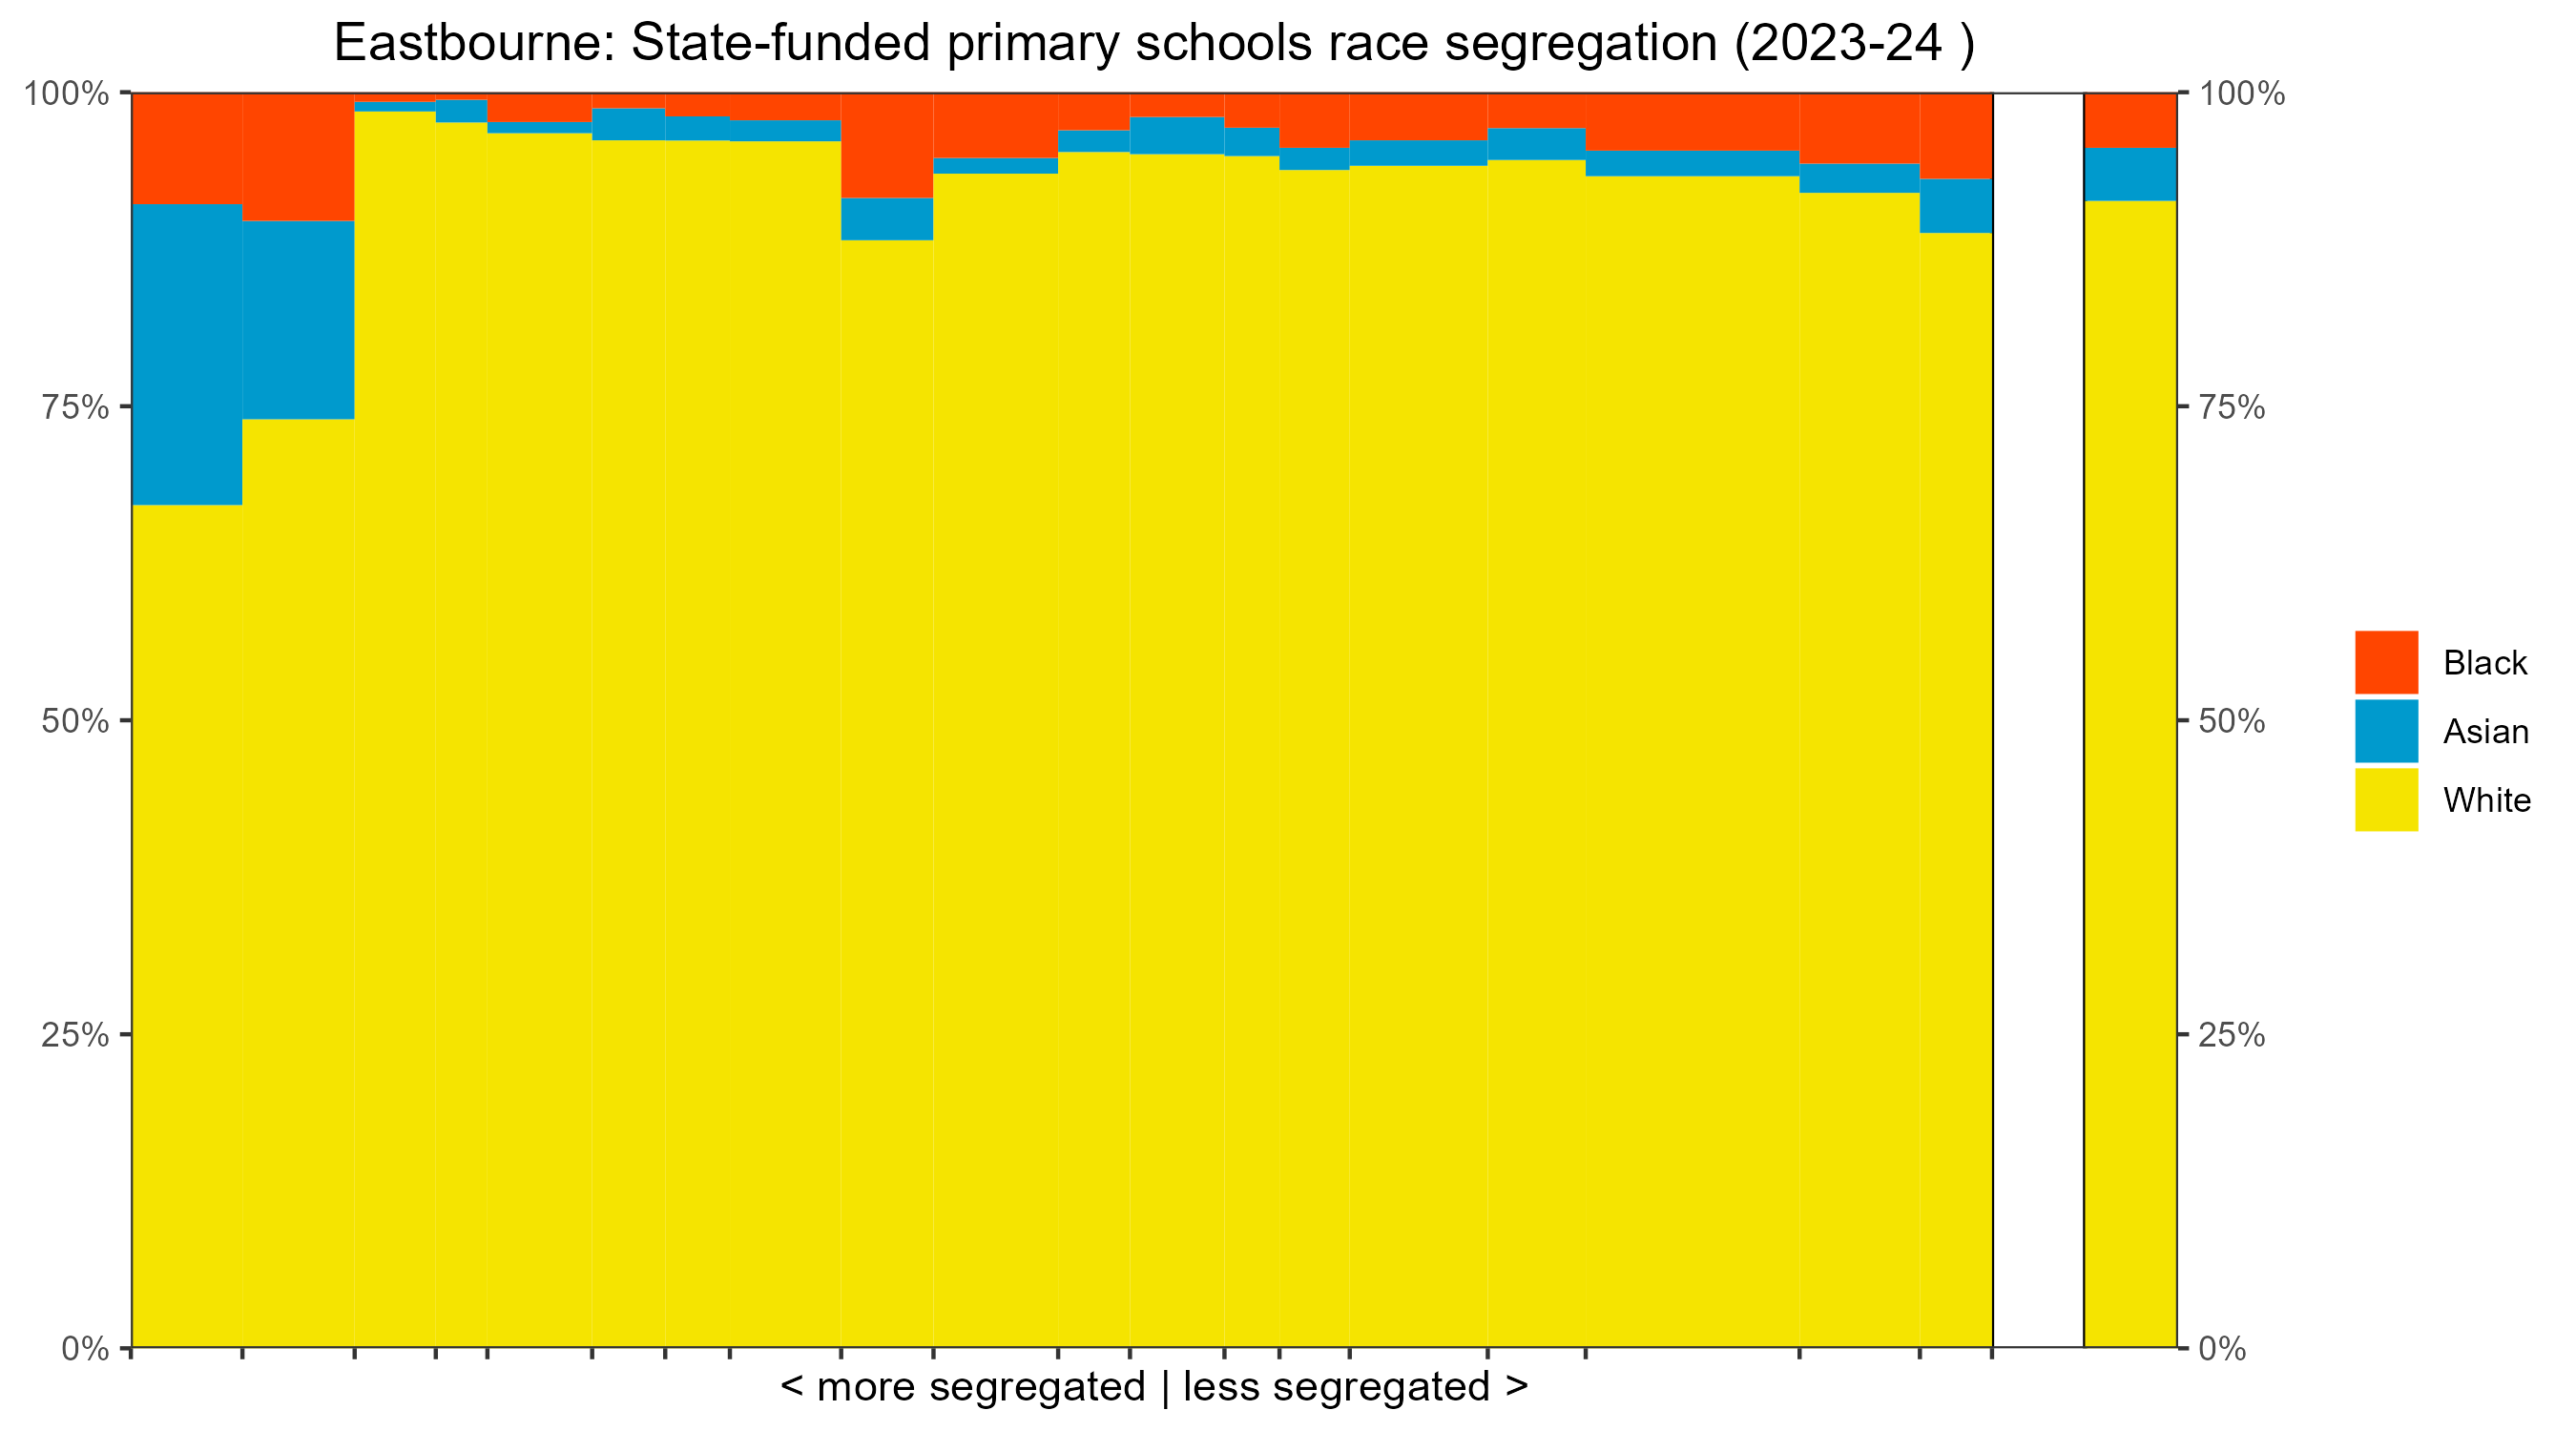 Eastbourne: State-funded primary schools race segregation (2023-24 )
100%
75%
50%
25%
0%
100%
75%
50%
25%
0%
Black
Asian
White
< more segregated | less segregated >